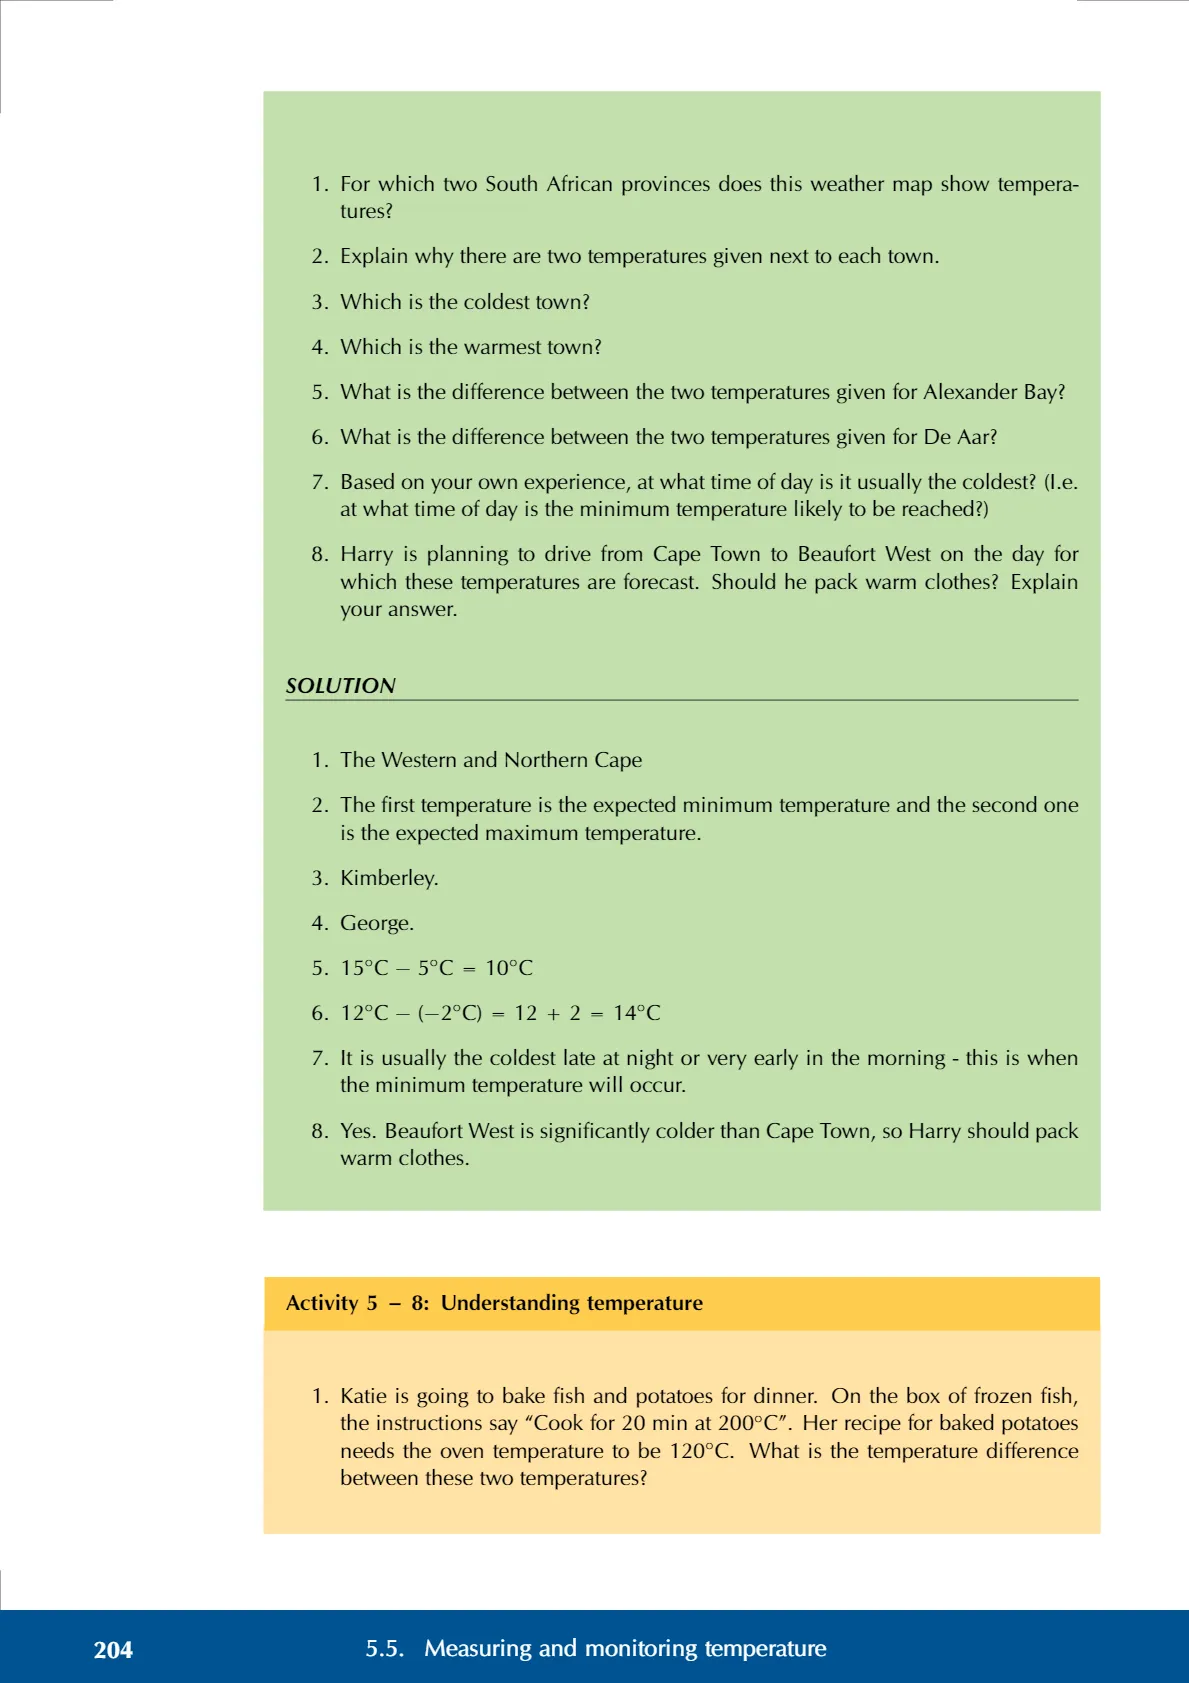 1. For which two South African provinces does this weather map show tempera-
tures?
2. Explain why there are two temperatures given next to each town.
3. Which is the coldest town?
4. Which is the warmest town?
5. What is the difference between the two temperatures given for Alexander Bay?
6. What is the difference between the two temperatures given for De Aar?
7. Based on your own experience, at what time of day is it usually the coldest? (I.e.
at what time of day is the minimum temperature likely to be reached?)
8. Harry is planning to drive from Cape Town to Beaufort West on the day for
which these temperatures are forecast. Should he pack warm clothes? Explain
your answer.
SOLUTION
1. The Western and Northern Cape
2. The first temperature is the expected minimum temperature and the second one
is the expected maximum temperature.
3. Kimberley.
4. George.
5. 15°C − 5°C = 10°C
6. 12°C − (−2°C) = 12 + 2 = 14°C
7. It is usually the coldest late at night or very early in the morning - this is when
the minimum temperature will occur.
8. Yes. Beaufort West is significantly colder than Cape Town, so Harry should pack
warm clothes.
Activity 5 – 8: Understanding temperature
1. Katie is going to bake fish and potatoes for dinner. On the box of frozen fish,
the instructions say “Cook for 20 min at 200°C”. Her recipe for baked potatoes
needs the oven temperature to be 120°C. What is the temperature difference
between these two temperatures?
204 5.5. Measuring and monitoring temperature